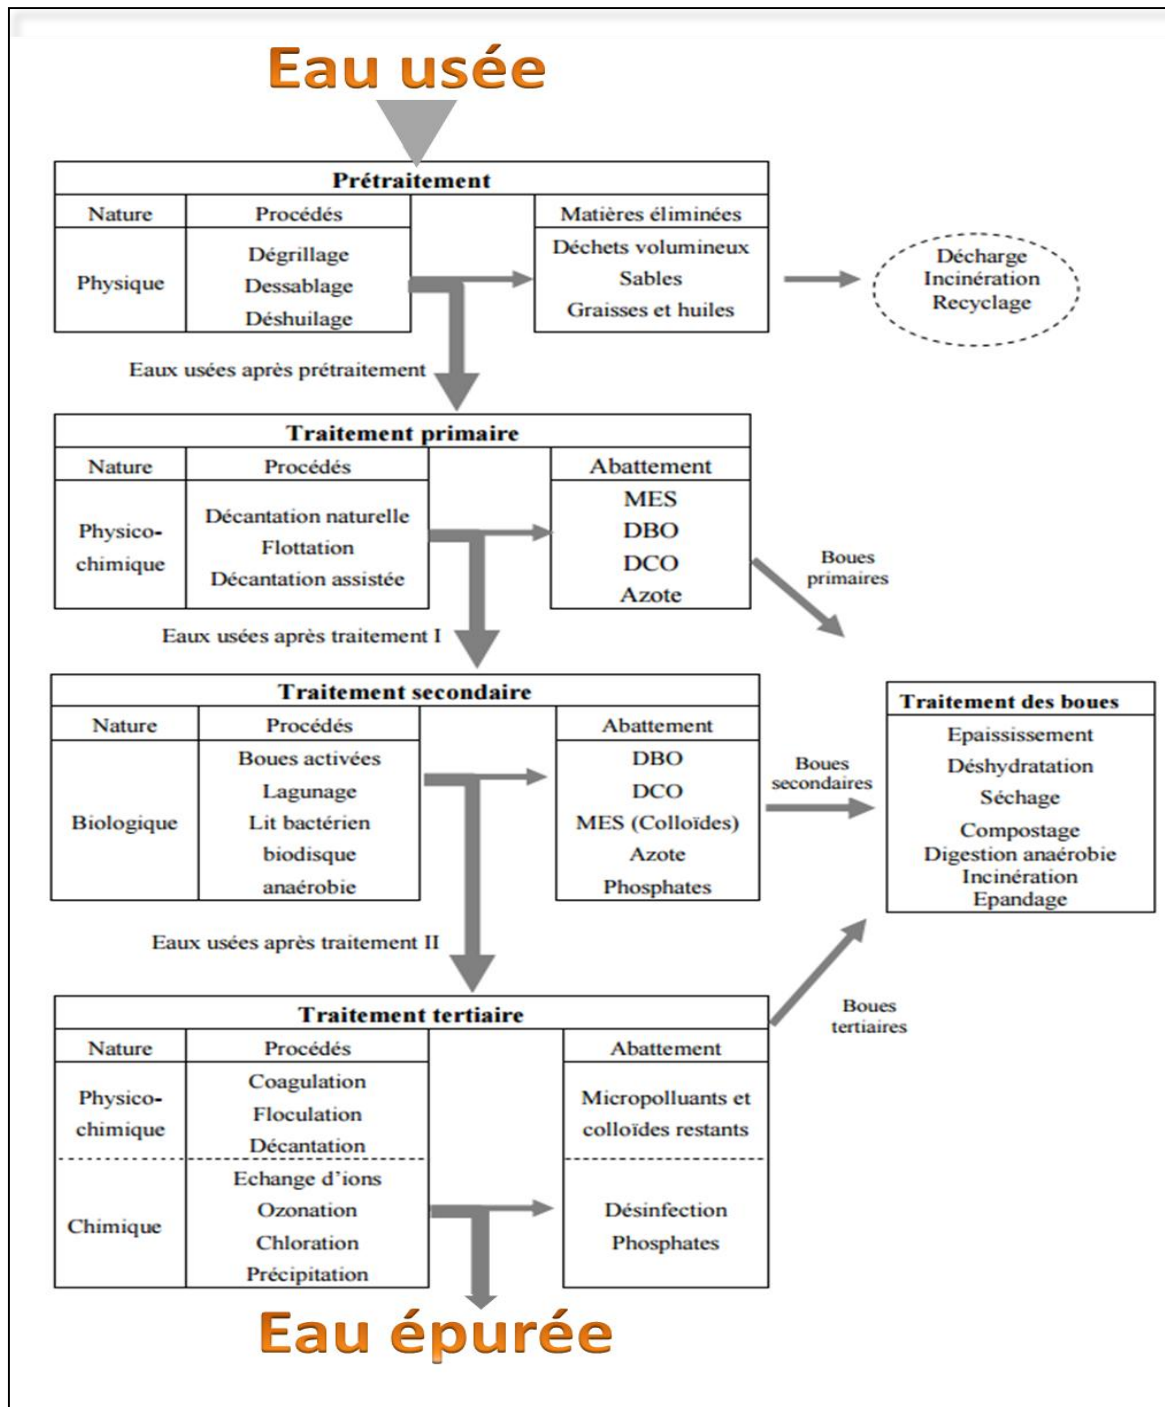 Eau usée
Prétraitement
Nature
Procédés
Matières éliminées
Physique
Dégrillage
Dessablage
Déshuilage
Déchets volumineux
Sables
Graisses et huiles
Décharge
Incinération
Recyclage
Eaux usées après prétraitement
Traitement primaire
Nature
Procédés
Abattement
Physico-
chimique
Décantation naturelle
Flottation
Décantation assistée
MES
DBO
DCO
Azote
Boues
primaires
Eaux usées après traitement I
Traitement secondaire
Nature
Procédés
Abattement
Biologique
Boues activées
Lagunage
Lit bactérien
biodisque
anaérobie
DBO
DCO
MES (Colloïdes)
Azote
Phosphates
Boues
secondaires
Traitement des boues
Epaississement
Déshydratation
Séchage
Compostage
Digestion anaérobie
Incinération
Epandage
Eaux usées après traitement II
Boues
tertiaires
Traitement tertiaire
Nature
Procédés
Abattement
Physico-
chimique
Coagulation
Floculation
Décantation
Micropolluants et
colloïdes restants
Chimique
Echange d'ions
Ozonation
Chloration
Précipitation
Désinfection
Phosphates
Eau épurée